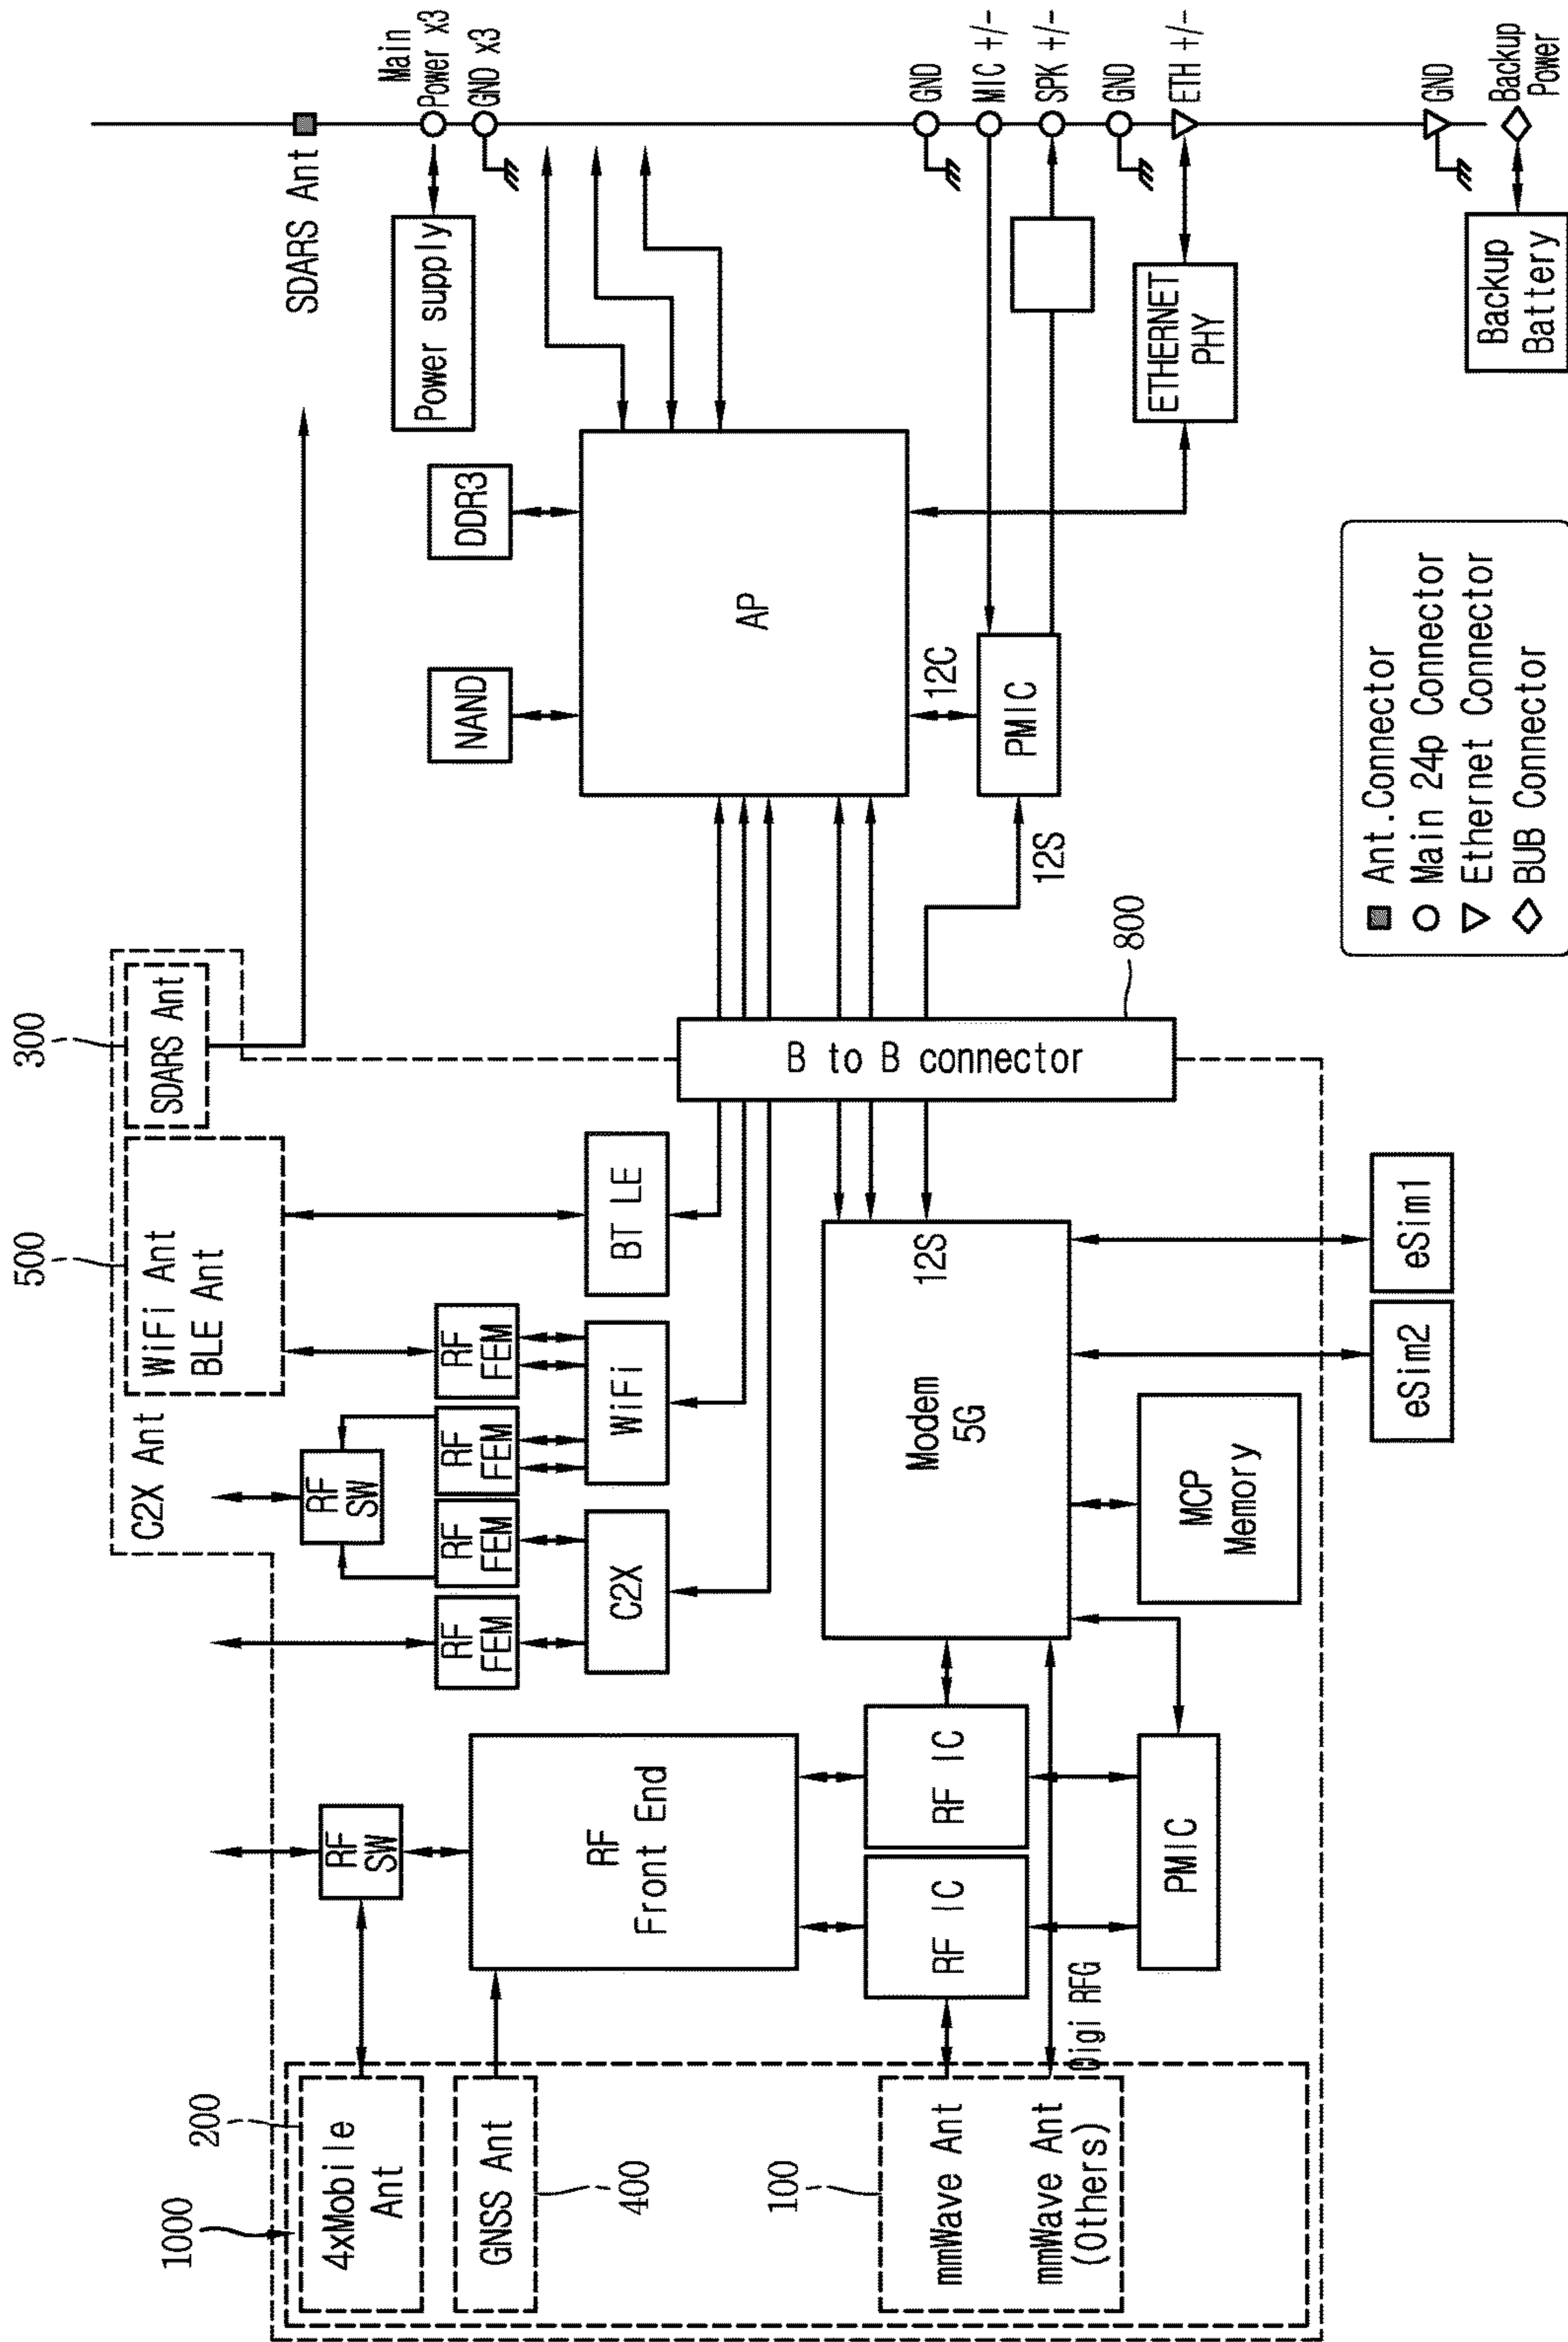 1000
200
4xMobile
Ant
GNSS Ant
400
100
mmWave Ant
mmWave Ant
(Others)
RF
SW
RF
Front End
RF IC
RF IC
Digi RFG
PMIC
C2X Ant
500
WiFi Ant
BLE Ant
300
SDARS Ant
RF
SW
RF
FEM
RF
FEM
RF
FEM
RF
FEM
C2X
WiFi
BT LE
Modem
5G
12S
MCP
Memory
eSim2
eSim1
B to B connector
800
12S
NAND
DDR3
AP
12C
PMIC
ETHERNET
PHY
Power supply
SDARS Ant
Main
Power x3
GND x3
GND
MIC +/-
SPK +/-
GND
ETH +/-
GND
Backup
Power
Backup
Battery
Ant.Connector
Main 24p Connector
Ethernet Connector
BUB Connector